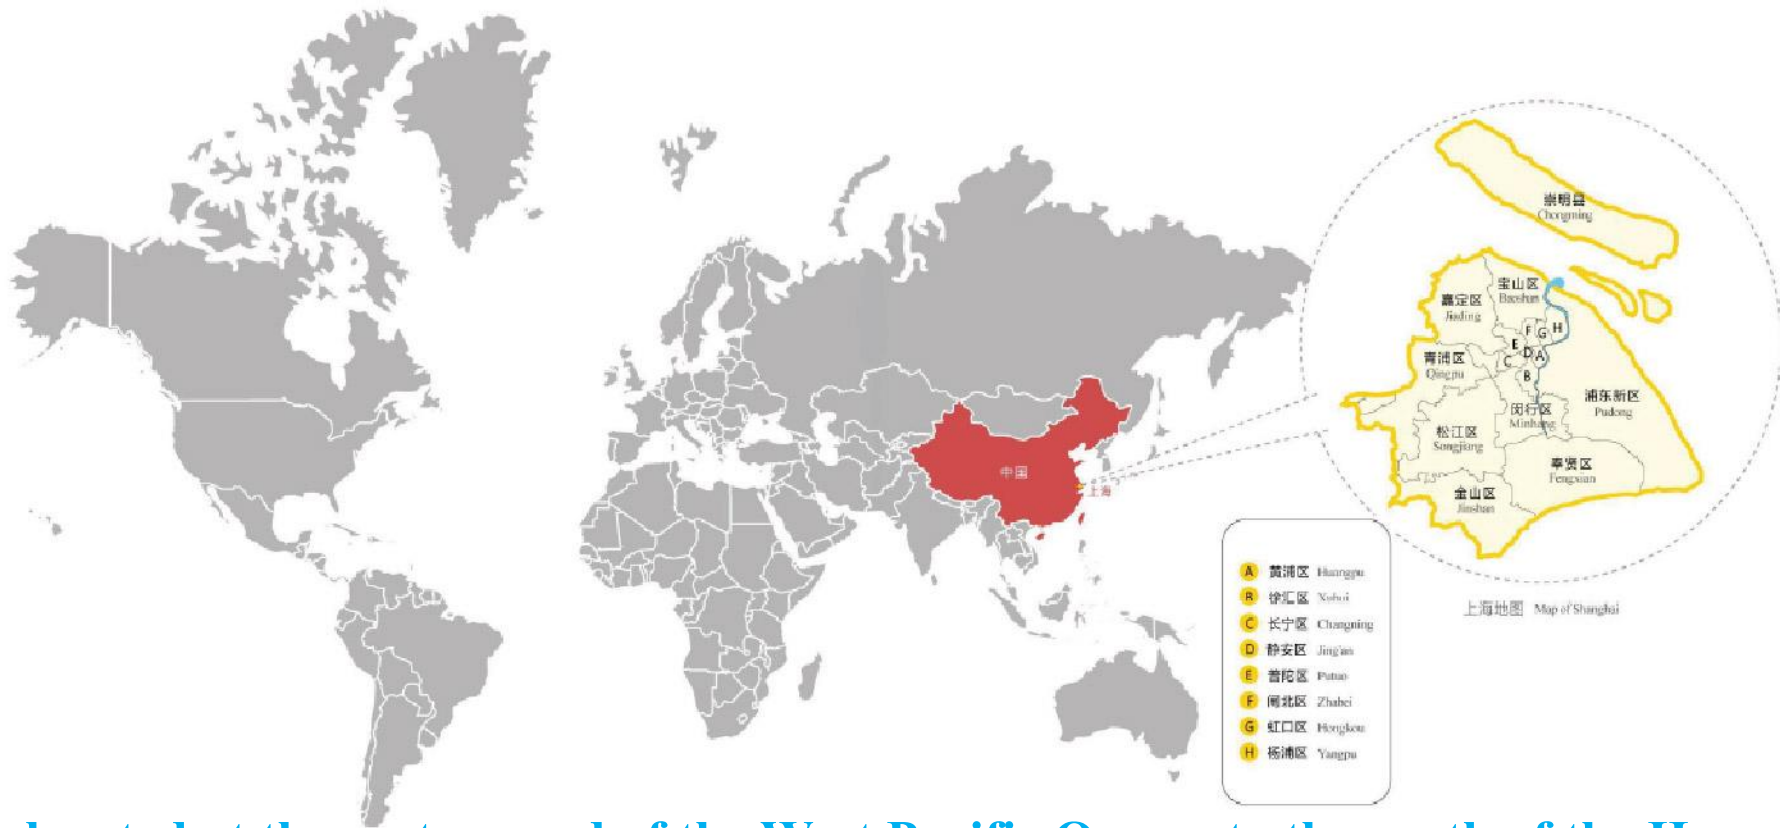 崇明县
Chongming
宝山区
Baoshan
嘉定区
Jiading
F
G
H
E
D
A
C
B
青浦区
Qingpu
浦东新区
Pudong
闵行区
Minhang
松江区
Songjiang
奉贤区
Fengxian
金山区
Jinshan
中国
上海
A 黄浦区 Huangpu
B 徐汇区 Xuhui
C 长宁区 Changning
D 静安区 Jing'an
E 普陀区 Putuo
F 闸北区 Zhabei
G 虹口区 Hongkou
H 杨浦区 Yangpu
上海地图 Map of Shanghai